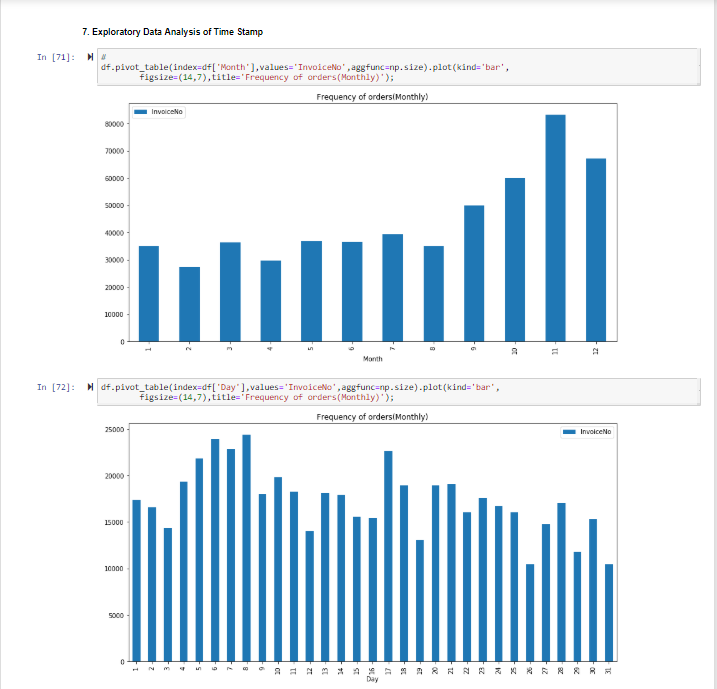 7. Exploratory Data Analysis of Time Stamp
In [71]:
#
df.pivot_table(index=df['Month'],values='InvoiceNo',aggfunc=np.size).plot(kind='bar',
figsize=(14,7),title='Frequency of orders(Monthly)');
Frequency of orders(Monthly)
InvoiceNo
80000
70000
60000
50000
40000
30000
20000
10000
0
1 2 3 4 5 6 7 8 9 10 11 12
Month
In [72]:
df.pivot_table(index=df['Day'],values='InvoiceNo',aggfunc=np.size).plot(kind='bar',
figsize=(14,7),title='Frequency of orders(Monthly)');
Frequency of orders(Monthly)
InvoiceNo
25000
20000
15000
10000
5000
0
1 2 3 4 5 6 7 8 9 10 11 12 13 14 15 16 17 18 19 20 21 22 23 24 25 26 27 28 29 30 31
Day